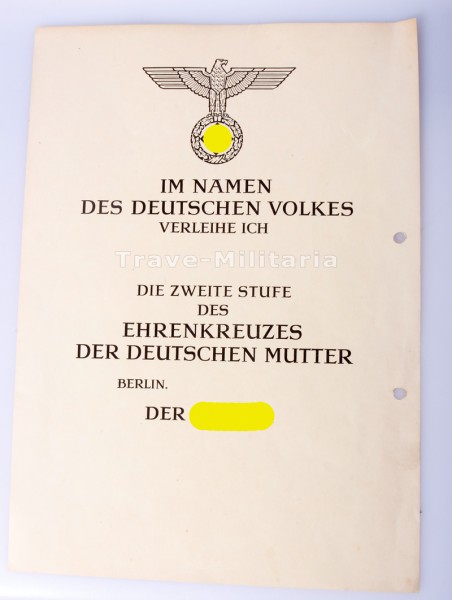 IM NAMEN
DES DEUTSCHEN VOLKES
VERLEIHE ICH
Trave-Militaria
DIE ZWEITE STUFE
DES
EHRENKREUZES
DER DEUTSCHEN MUTTER
BERLIN.
DER